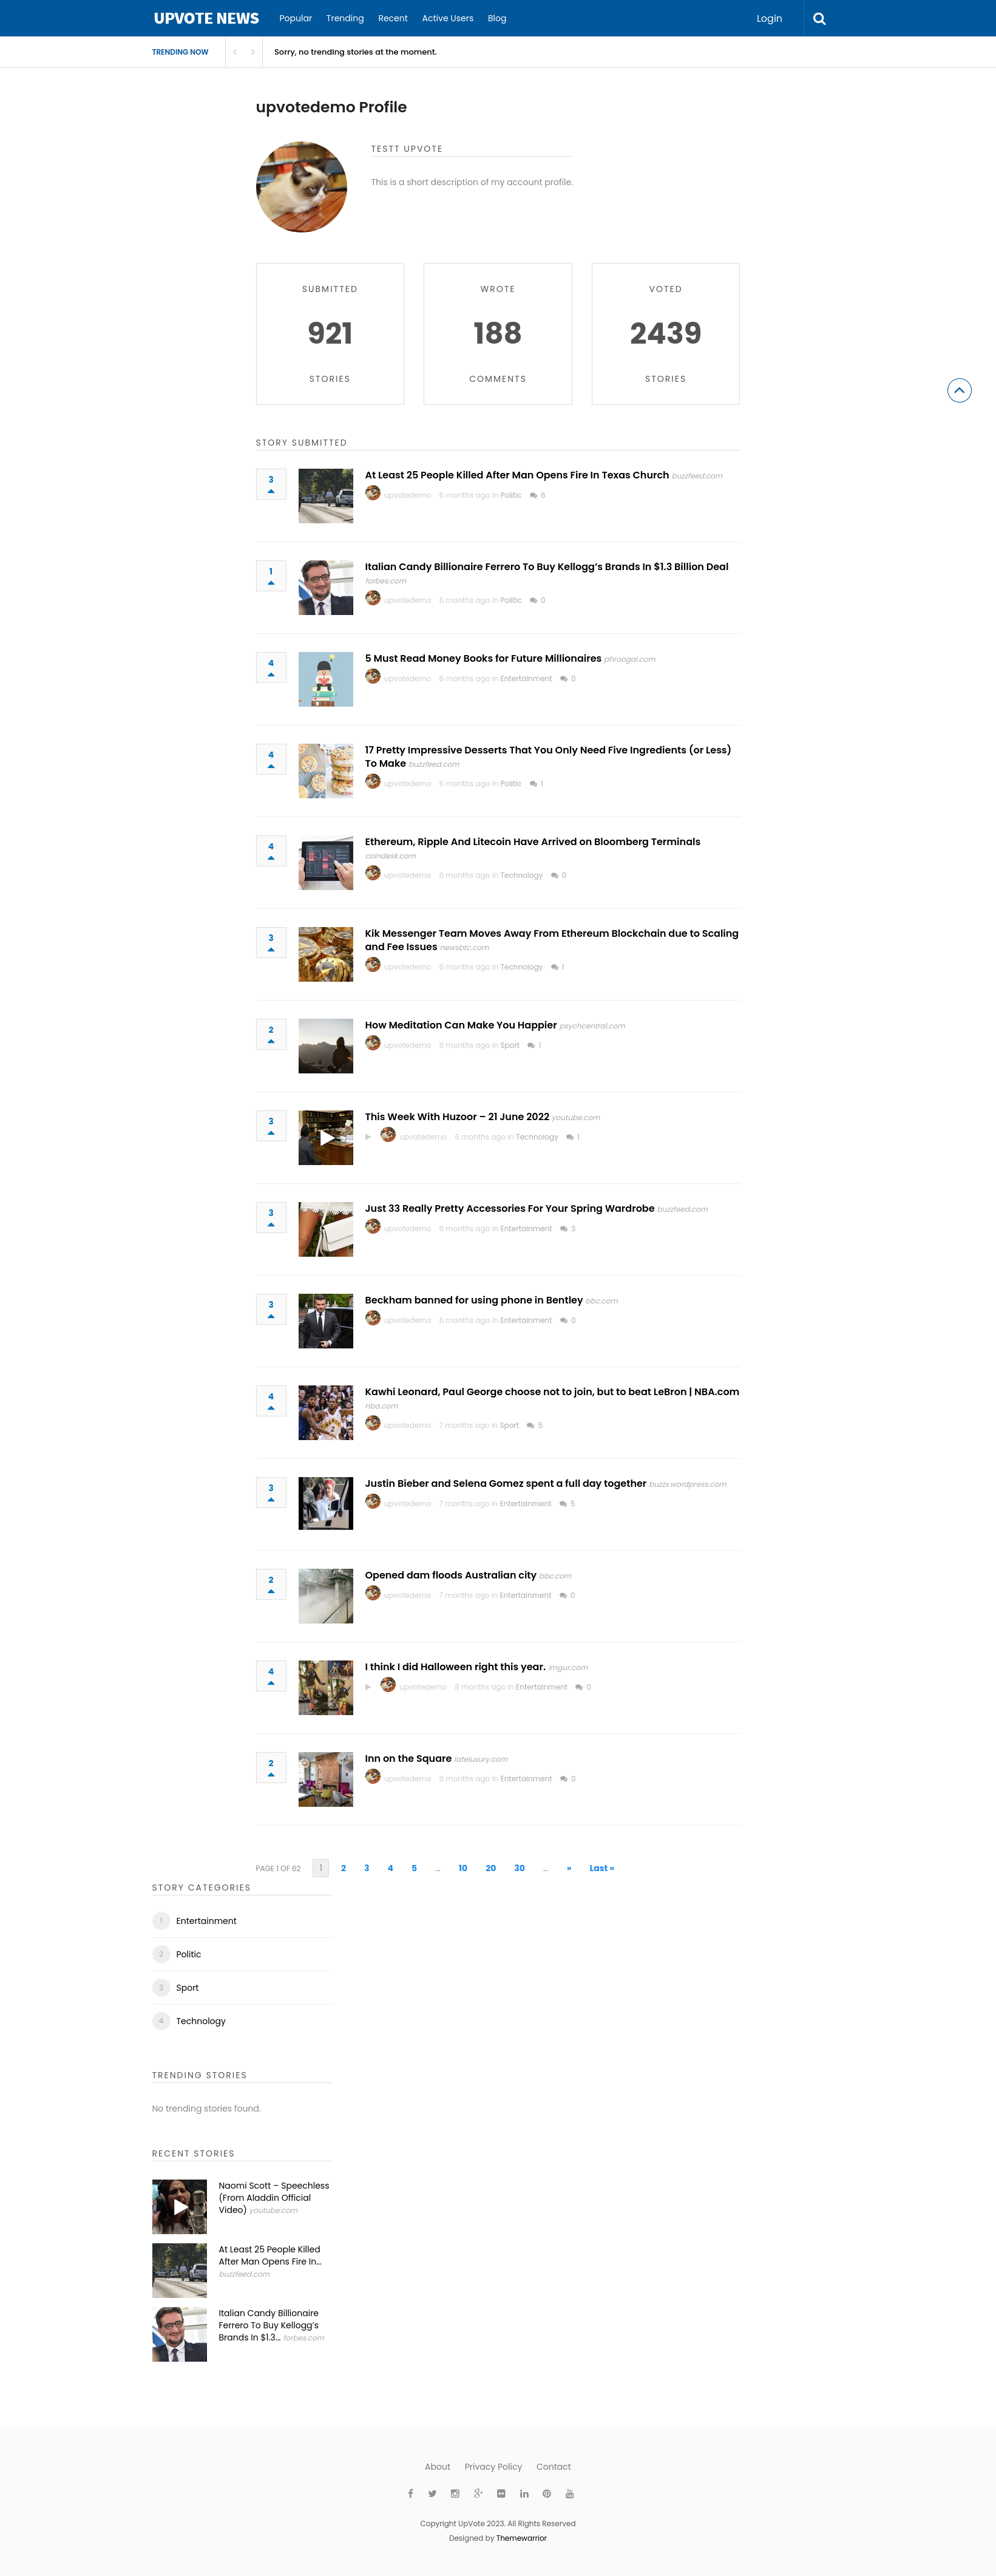 UPVOTE NEWS Popular Trending Recent Active Users Blog Login
TRENDING NOW Sorry, no trending stories at the moment.
upvotedemo Profile
TESTT UPVOTE
This is a short description of my account profile.
SUBMITTED
921
STORIES
WROTE
188
COMMENTS
VOTED
2439
STORIES
STORY SUBMITTED
3
At Least 25 People Killed After Man Opens Fire In Texas Church buzzfeed.com
upvotedemo 6 months ago in Politic 6
1
Italian Candy Billionaire Ferrero To Buy Kellogg’s Brands In $1.3 Billion Deal
forbes.com
upvotedemo 6 months ago in Politic 0
4
5 Must Read Money Books for Future Millionaires phroogal.com
upvotedemo 6 months ago in Entertainment 0
4
17 Pretty Impressive Desserts That You Only Need Five Ingredients (or Less)
To Make buzzfeed.com
upvotedemo 6 months ago in Politic 1
4
Ethereum, Ripple And Litecoin Have Arrived on Bloomberg Terminals
coindesk.com
upvotedemo 6 months ago in Technology 0
3
Kik Messenger Team Moves Away From Ethereum Blockchain due to Scaling
and Fee Issues newsbtc.com
upvotedemo 6 months ago in Technology 1
2
How Meditation Can Make You Happier psychcentral.com
upvotedemo 6 months ago in Sport 1
3
This Week With Huzoor – 21 June 2022 youtube.com
upvotedemo 6 months ago in Technology 1
3
Just 33 Really Pretty Accessories For Your Spring Wardrobe buzzfeed.com
upvotedemo 6 months ago in Entertainment 3
3
Beckham banned for using phone in Bentley bbc.com
upvotedemo 6 months ago in Entertainment 0
4
Kawhi Leonard, Paul George choose not to join, but to beat LeBron | NBA.com
nba.com
upvotedemo 7 months ago in Sport 5
3
Justin Bieber and Selena Gomez spent a full day together buzzx.wordpress.com
upvotedemo 7 months ago in Entertainment 5
2
Opened dam floods Australian city bbc.com
upvotedemo 7 months ago in Entertainment 0
4
I think I did Halloween right this year. imgur.com
upvotedemo 8 months ago in Entertainment 0
2
Inn on the Square lateluxury.com
upvotedemo 8 months ago in Entertainment 0
PAGE 1 OF 62 1 2 3 4 5 ... 10 20 30 ... » Last »
STORY CATEGORIES
1 Entertainment
2 Politic
3 Sport
4 Technology
TRENDING STORIES
No trending stories found.
RECENT STORIES
Naomi Scott – Speechless
(From Aladdin Official
Video) youtube.com
At Least 25 People Killed
After Man Opens Fire In...
buzzfeed.com
Italian Candy Billionaire
Ferrero To Buy Kellogg’s
Brands In $1.3... forbes.com
About Privacy Policy Contact
Copyright UpVote 2023. All Rights Reserved
Designed by Themewarrior